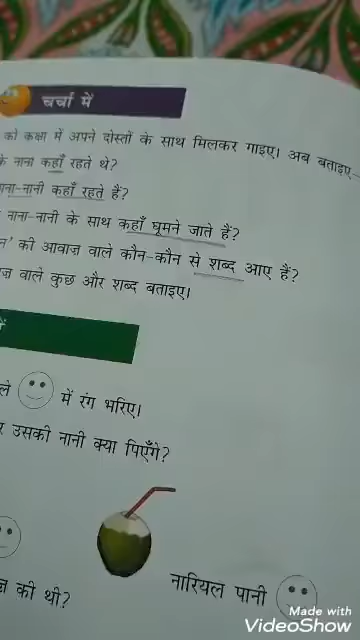 चर्चा में
को कक्षा में अपने दोस्तों के साथ मिलकर गाइए। अब बताइए–
के नाना कहाँ रहते थे?
नाना-नानी कहाँ रहते हैं?
नाना-नानी के साथ कहाँ घूमने जाते हैं?
न' की आवाज़ वाले कौन-कौन से शब्द आए हैं?
वाले कुछ और शब्द बताइए।
में रंग भरिए।
उसकी नानी क्या पिएँगे?
नारियल पानी
की थी?
Made with
VideoShow